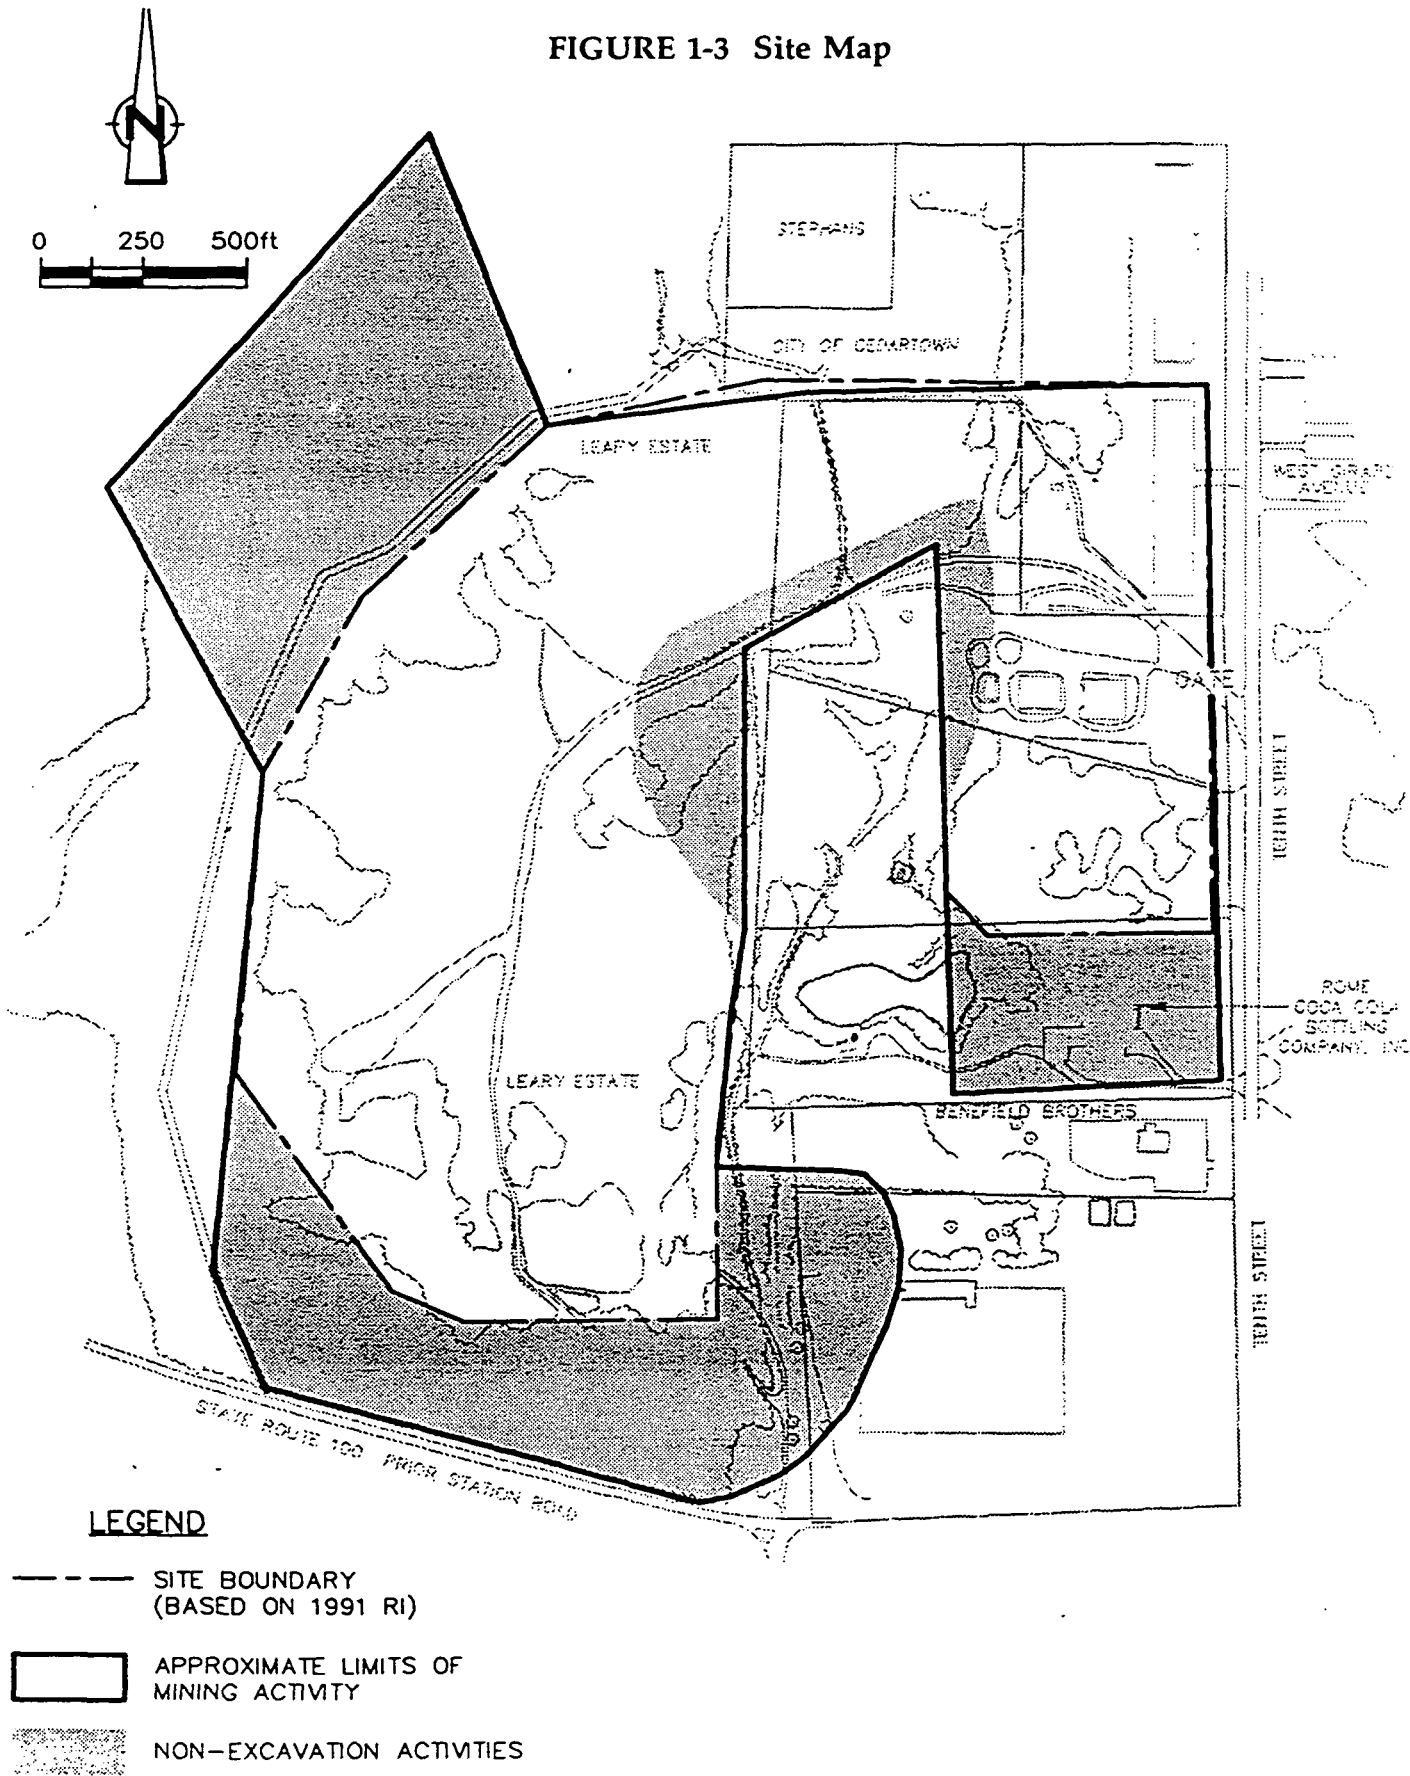 FIGURE 1-3 Site Map
N
0 250 500ft
STEPHANS
CITY OF CEDARTOWN
LEARY ESTATE
WEST GIRARD
AVENUE
GATE
TENTH STREET
ROME
COCA COLA
BOTTLING
COMPANY, INC
LEARY ESTATE
BENEFIELD BROTHERS
TENTH STREET
STATE ROUTE 100 PRIOR STATION ROAD
LEGEND
SITE BOUNDARY
(BASED ON 1991 RI)
APPROXIMATE LIMITS OF
MINING ACTIVITY
NON-EXCAVATION ACTIVITIES